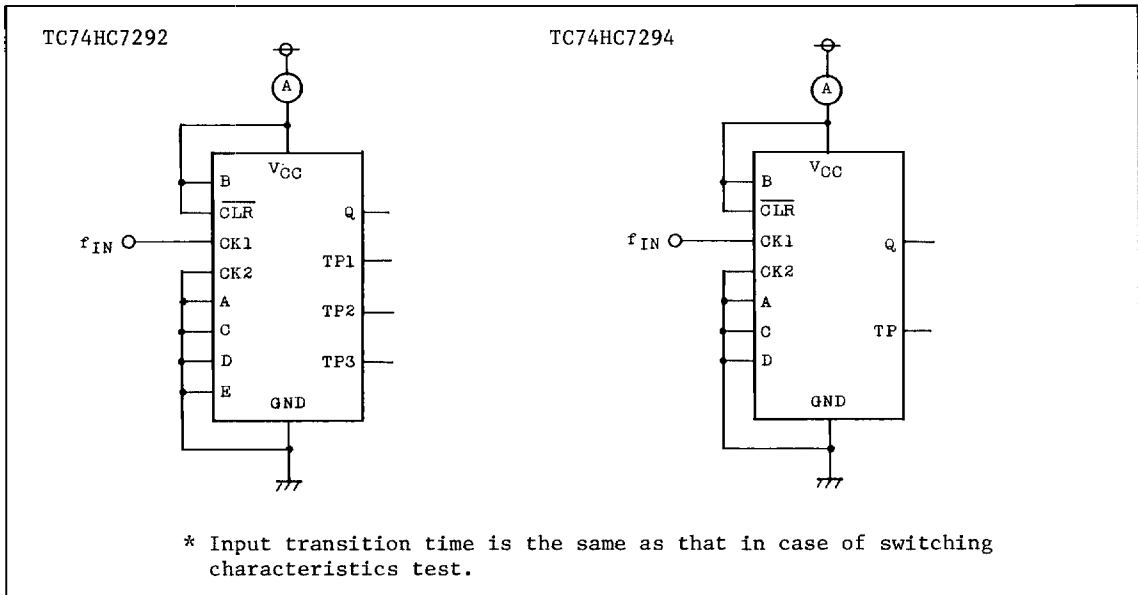 TC74HC7292
A
VCC
B
CLR
fIN
CK1
CK2
A
C
D
E
Q
TP1
TP2
TP3
GND
TC74HC7294
A
VCC
B
CLR
fIN
CK1
CK2
A
C
D
Q
TP
GND
* Input transition time is the same as that in case of switching
characteristics test.